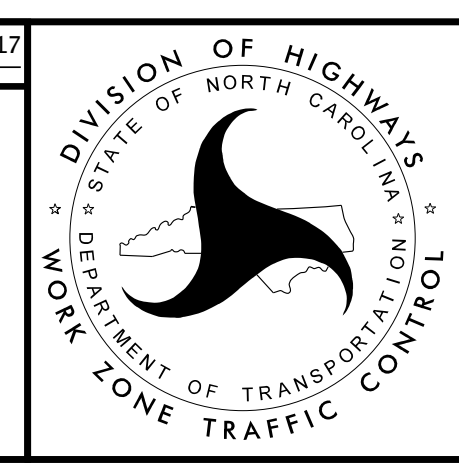 17
DIVISION OF HIGHWAYS
STATE OF NORTH CAROLINA
DEPARTMENT OF TRANSPORTATION
WORK ZONE TRAFFIC CONTROL